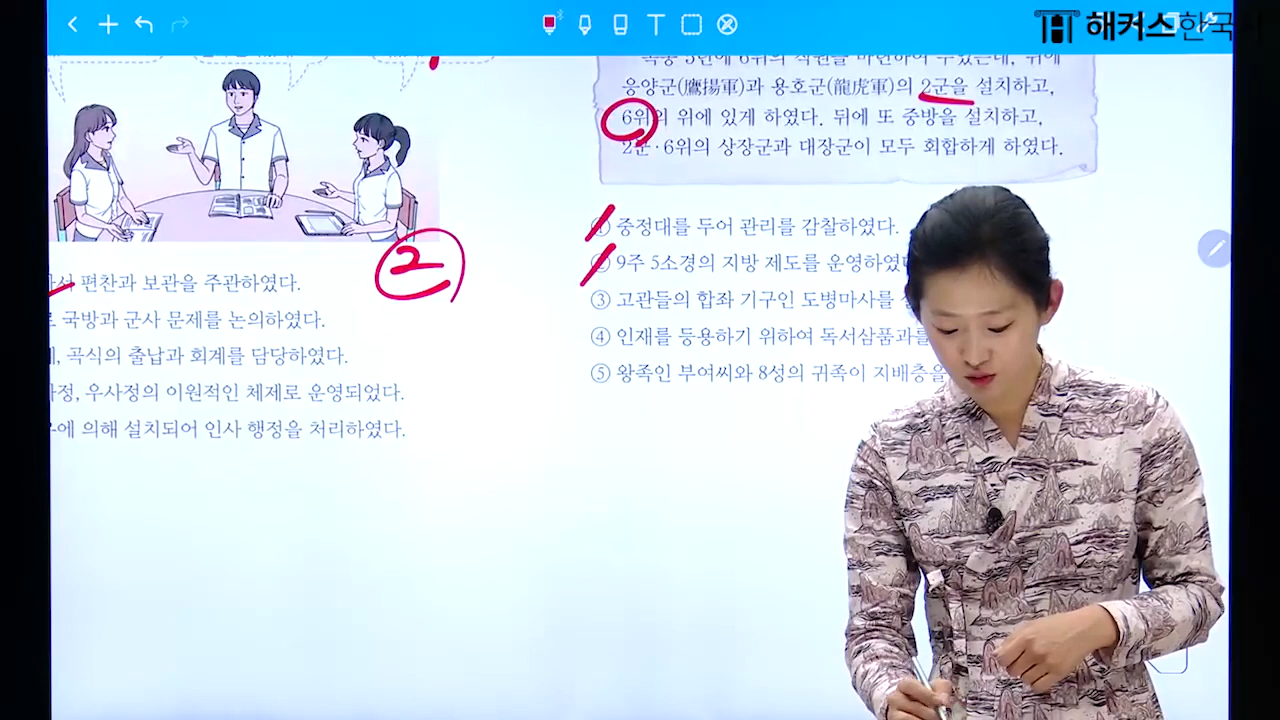 해커스한국사
응양군(鷹揚軍)과 용호군(龍虎軍)의 2군을 설치하고,
6위의 위에 있게 하였다. 뒤에 또 중방을 설치하고,
2군·6위의 상장군과 대장군이 모두 회합하게 하였다.
편찬과 보관을 주관하였다.
국방과 군사 문제를 논의하였다.
곡식의 출납과 회계를 담당하였다.
우사정의 이원적인 체제로 운영되었다.
의해 설치되어 인사 행정을 처리하였다.
2
① 중정대를 두어 관리를 감찰하였다.
② 9주 5소경의 지방 제도를 운영하였다
③ 고관들의 합좌 기구인 도병마사를
④ 인재를 등용하기 위하여 독서삼품과를
⑤ 왕족인 부여씨와 8성의 귀족이 지배층을